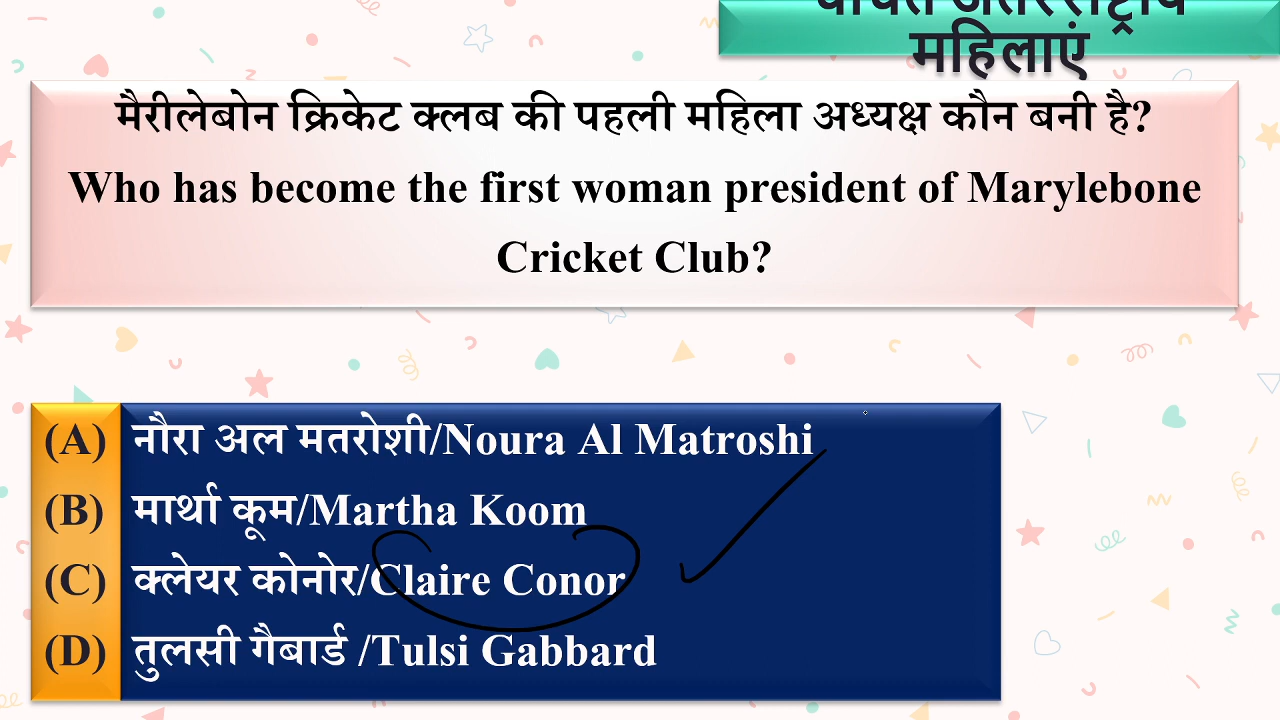 महिलाएं
मैरीलेबोन क्रिकेट क्लब की पहली महिला अध्यक्ष कौन बनी है?
Who has become the first woman president of Marylebone
Cricket Club?
(A) नौरा अल मतरोशी/Noura Al Matroshi
(B) मार्था कूम/Martha Koom
(C) क्लेयर कोनोर/Claire Conor
(D) तुलसी गैबार्ड /Tulsi Gabbard